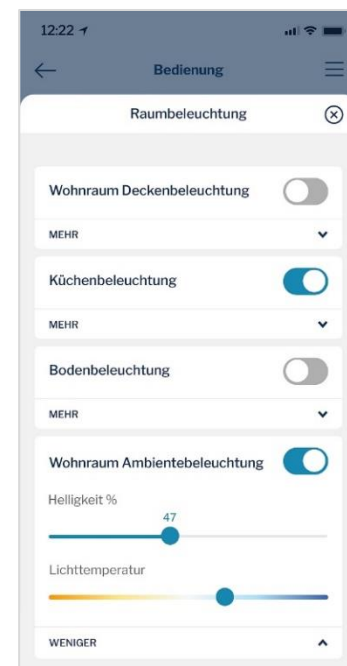 12:22
Bedienung
Raumbeleuchtung
Wohnraum Deckenbeleuchtung
MEHR
Küchenbeleuchtung
MEHR
Bodenbeleuchtung
MEHR
Wohnraum Ambientebeleuchtung
Helligkeit %
47
Lichttemperatur
WENIGER